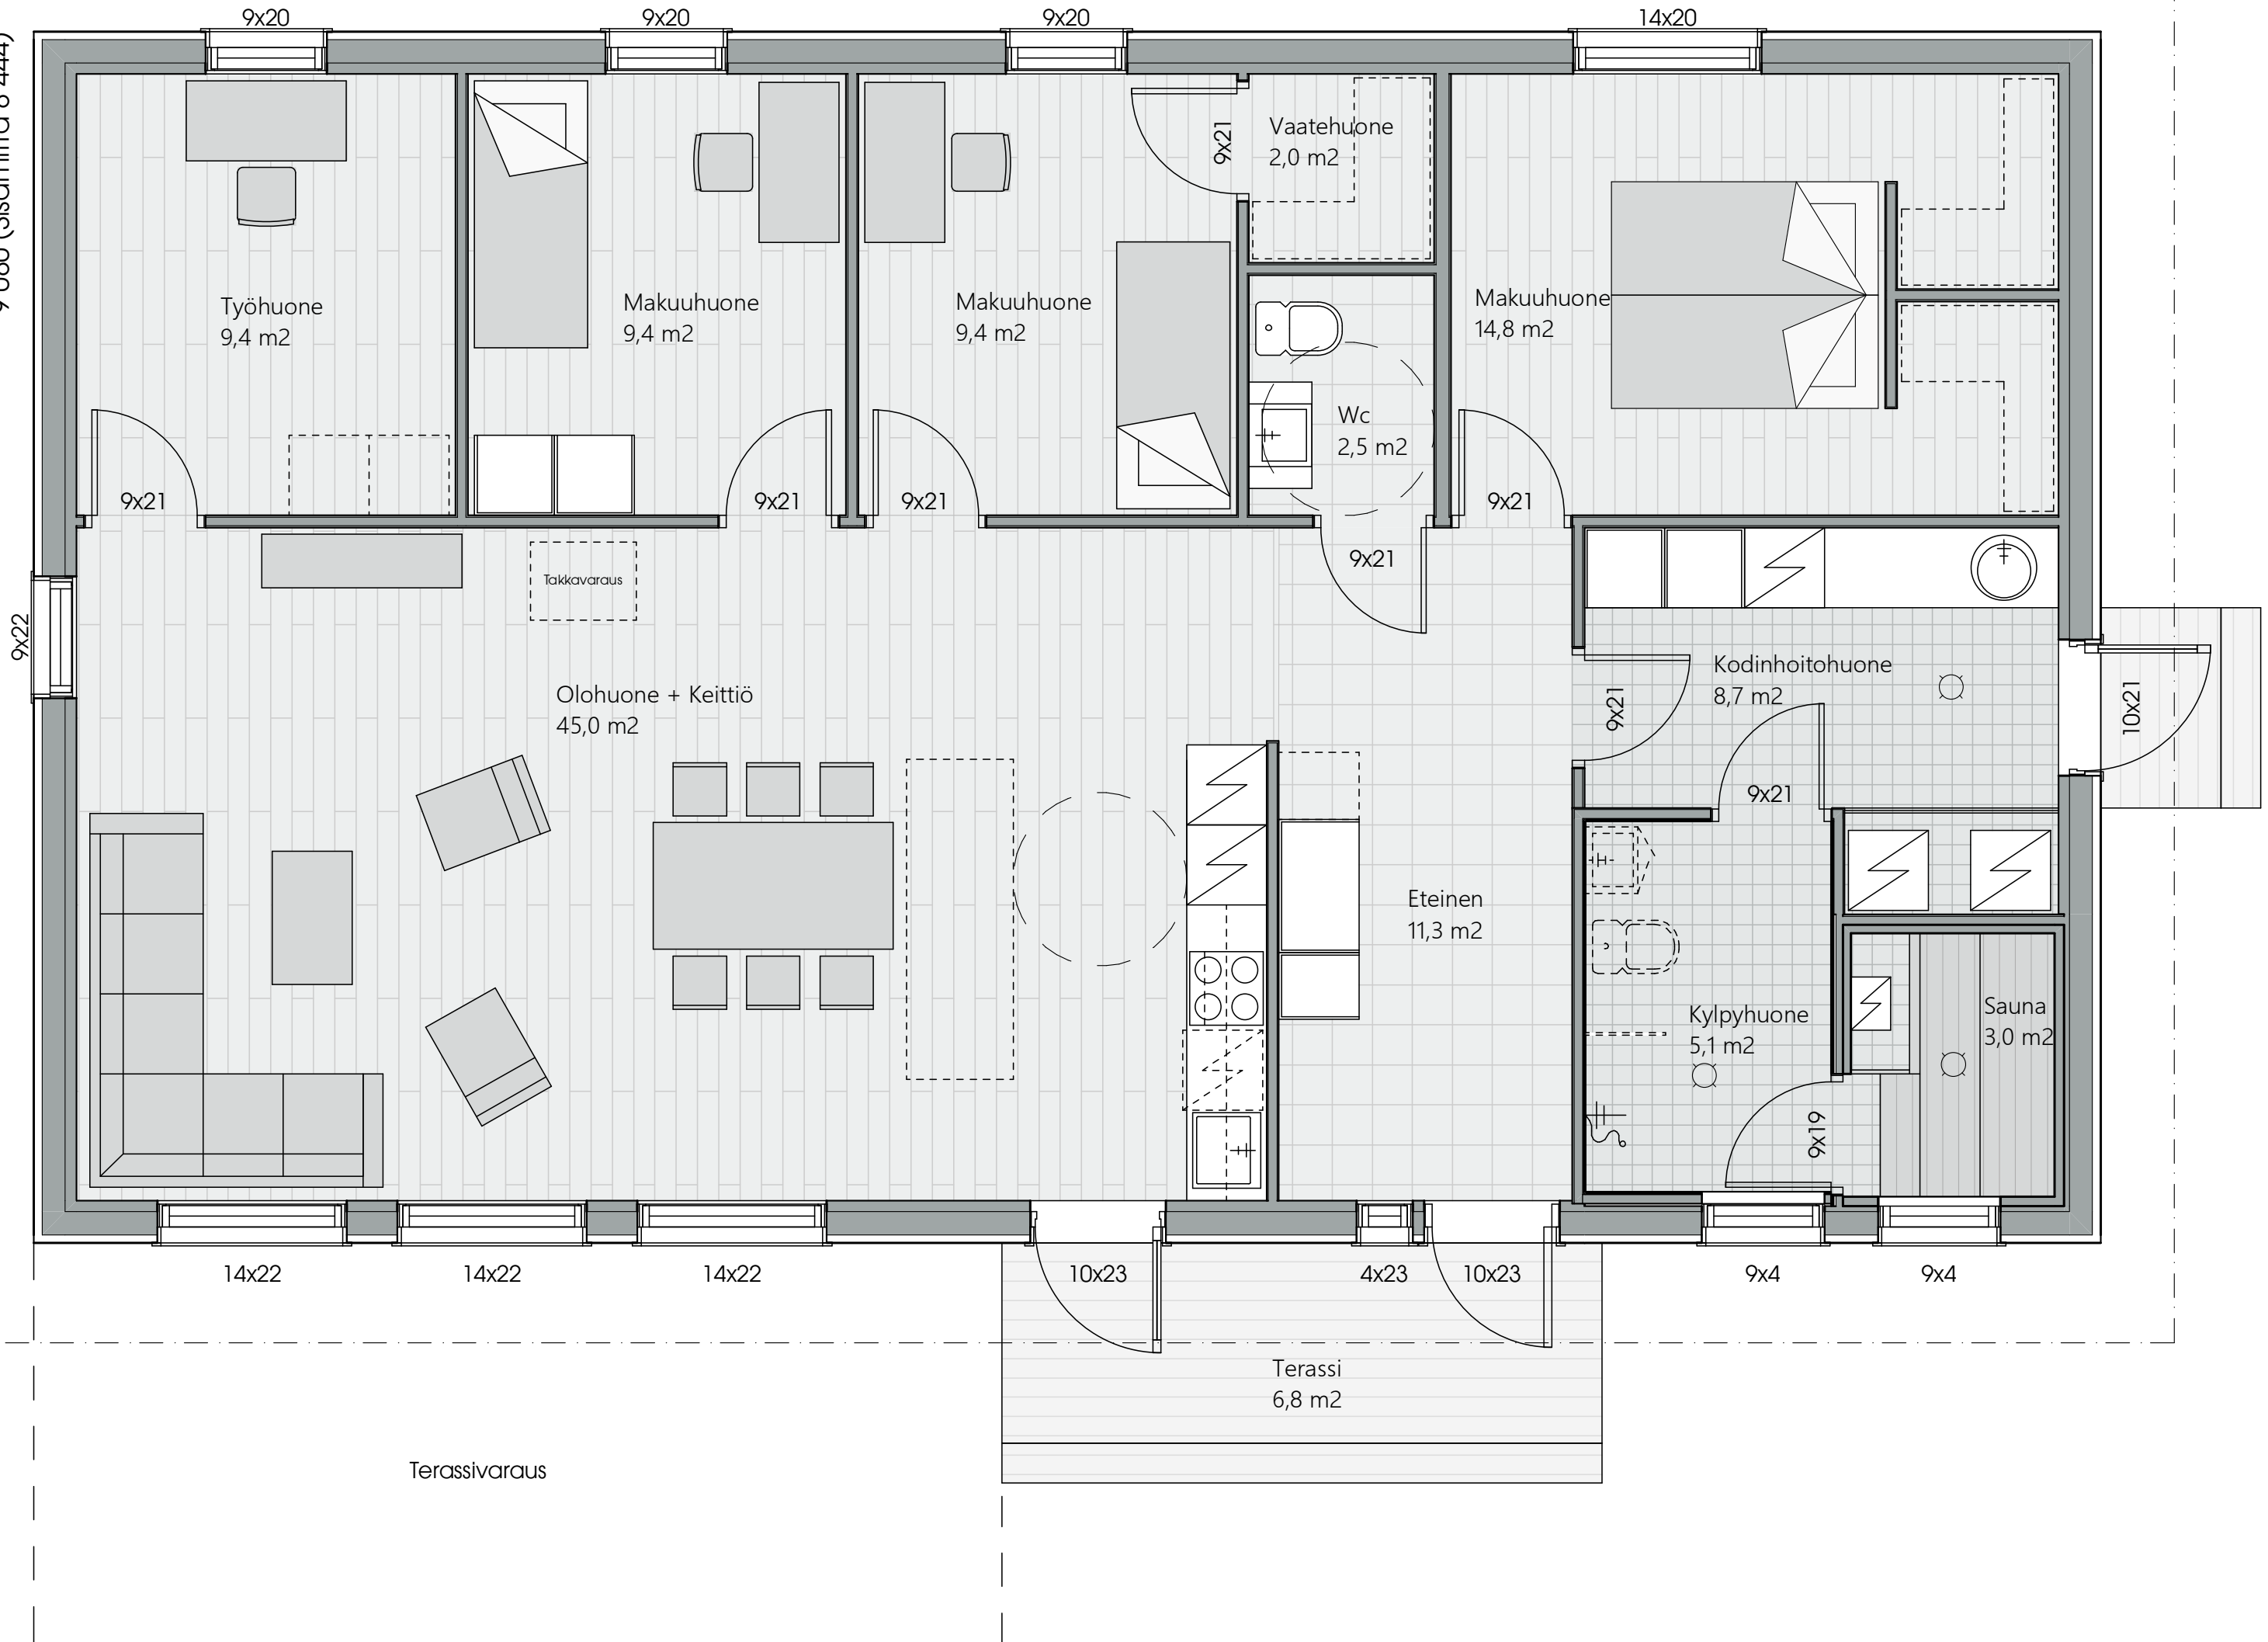 9x20
9x20
9x20
14x20
9x21
Vaatehuone
2,0 m2
Työhuone
9,4 m2
Makuuhuone
9,4 m2
Makuuhuone
9,4 m2
Makuuhuone
14,8 m2
Wc
2,5 m2
9x21
9x21
9x21
9x21
9x21
Takkavaraus
9x22
Olohuone + Keittiö
45,0 m2
Kodinhoitohuone
8,7 m2
9x21
10x21
9x21
Eteinen
11,3 m2
Kylpyhuone
5,1 m2
Sauna
3,0 m2
9x19
14x22
14x22
14x22
10x23
4x23
10x23
9x4
9x4
Terassi
6,8 m2
Terassivaraus